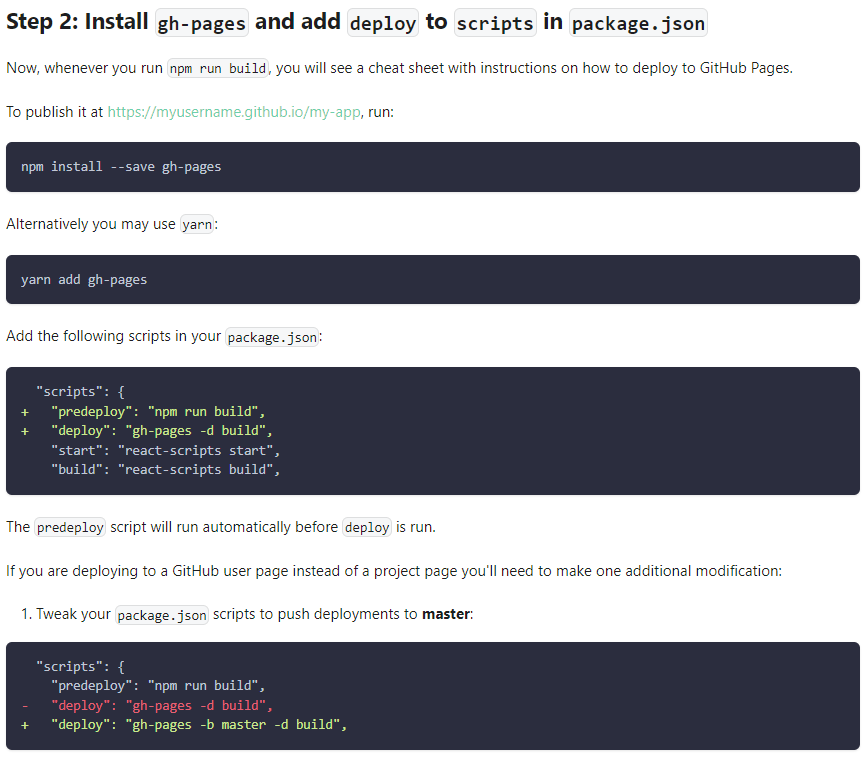 Step 2: Install gh-pages and add deploy to scripts in package.json
Now, whenever you run npm run build, you will see a cheat sheet with instructions on how to deploy to GitHub Pages.
To publish it at https://myusername.github.io/my-app, run:
npm install --save gh-pages
Alternatively you may use yarn:
yarn add gh-pages
Add the following scripts in your package.json:
  "scripts": {
+   "predeploy": "npm run build",
+   "deploy": "gh-pages -d build",
    "start": "react-scripts start",
    "build": "react-scripts build",
The predeploy script will run automatically before deploy is run.
If you are deploying to a GitHub user page instead of a project page you'll need to make one additional modification:
1. Tweak your package.json scripts to push deployments to master:
  "scripts": {
    "predeploy": "npm run build",
-   "deploy": "gh-pages -d build",
+   "deploy": "gh-pages -b master -d build",